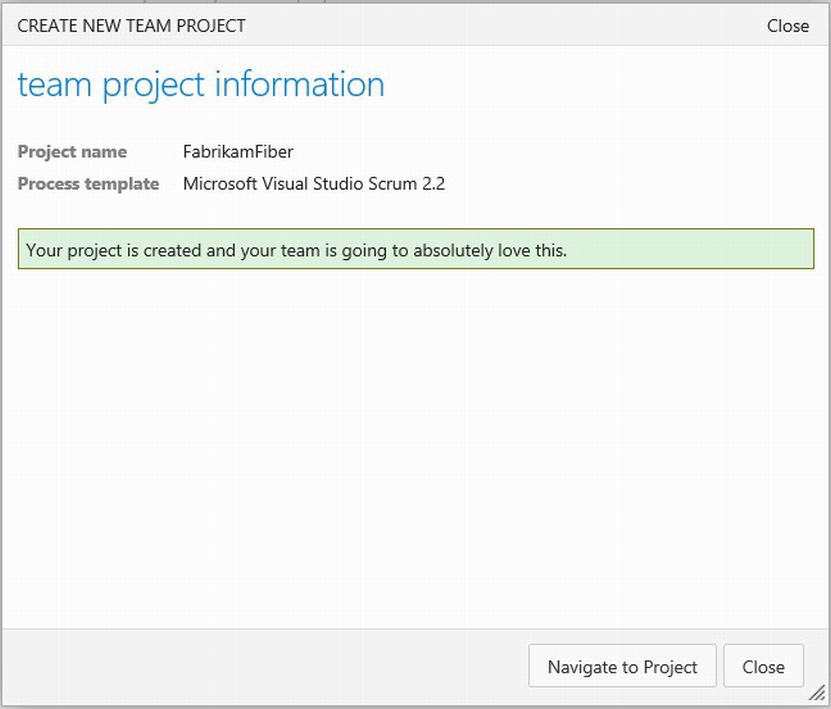 CREATE NEW TEAM PROJECT Close
team project information
Project name FabrikamFiber
Process template Microsoft Visual Studio Scrum 2.2
Your project is created and your team is going to absolutely love this.
Navigate to Project Close